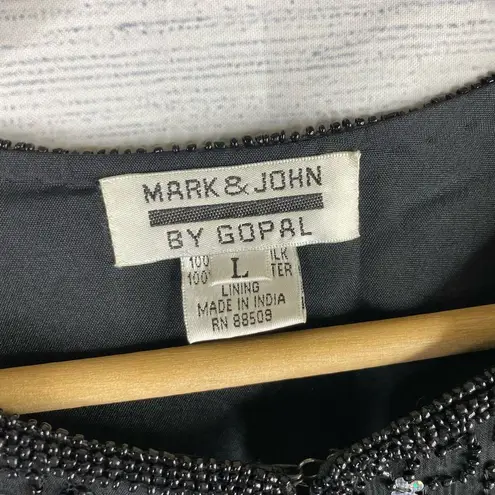 MARK & JOHN
BY GOPAL
100 ILK
100 L TER
LINING
MADE IN INDIA
RN 88509